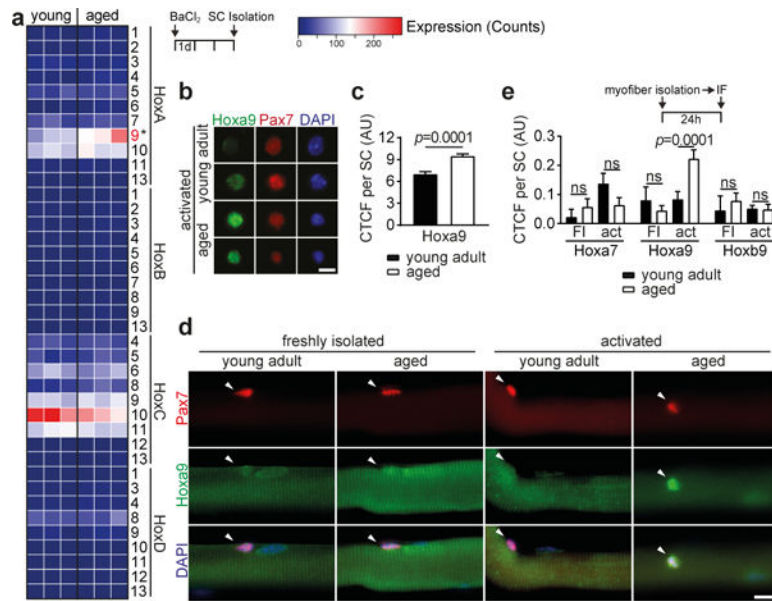 a
young aged
BaCl2 SC Isolation
1d
0 100 200
Expression (Counts)
1
2
3
4
5
6
7
9*
10
11
13
HoxA
1
2
3
4
5
6
7
8
9
13
HoxB
4
5
6
8
9
10
11
12
13
HoxC
1
3
4
8
9
10
11
12
13
HoxD
b
Hoxa9 Pax7 DAPI
activated
young adult
aged
c
p=0.0001
CTCF per SC (AU)
12
9
6
3
0
Hoxa9
young adult
aged
e
myofiber isolation → IF
24h
p=0.0001
CTCF per SC (AU)
0.3
0.2
0.1
0.0
ns ns ns ns ns
FI act FI act FI act
Hoxa7 Hoxa9 Hoxb9
young adult
aged
d
freshly isolated activated
young adult aged young adult aged
Pax7
Hoxa9
DAPI